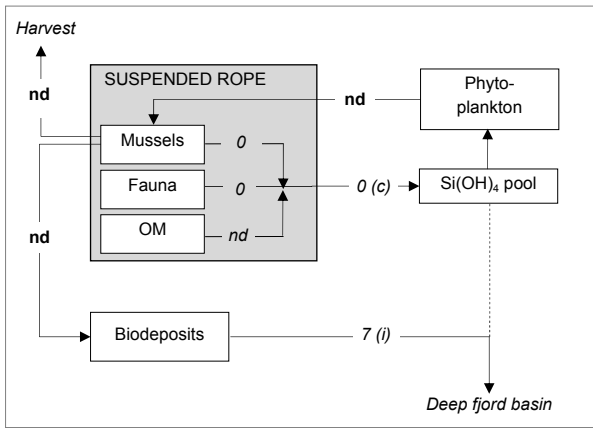 Harvest
SUSPENDED ROPE
nd
nd
Phyto-
plankton
Mussels
0
Fauna
0
0 (c)
Si(OH)₄ pool
OM
nd
nd
Biodeposits
7 (i)
Deep fjord basin